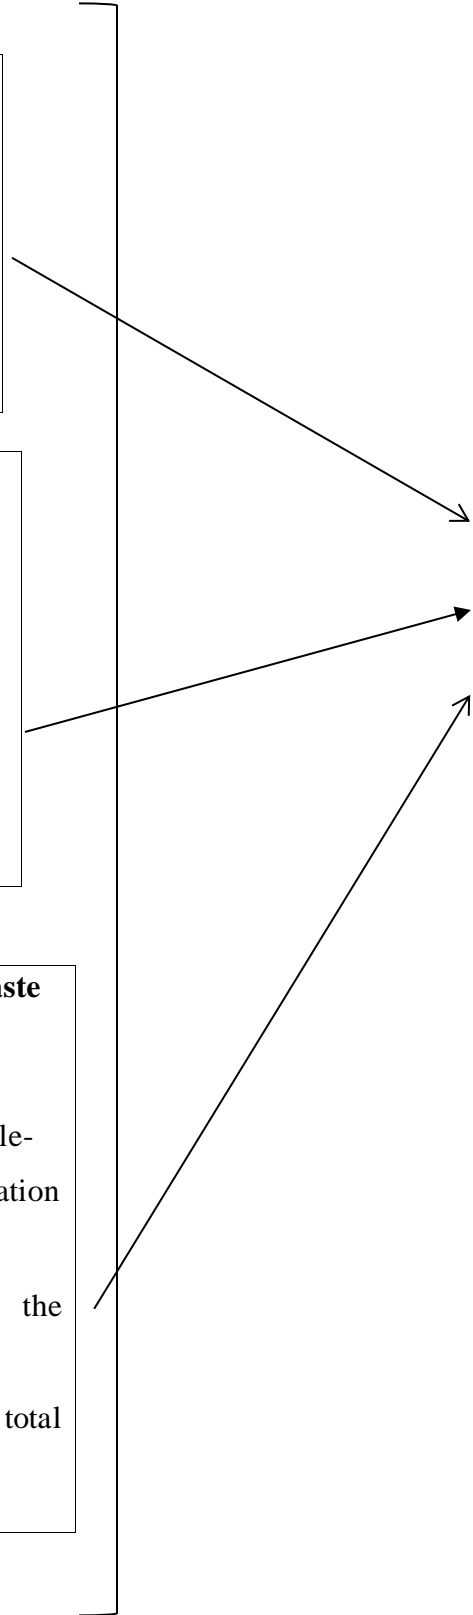 aste
le-
ation
the
total